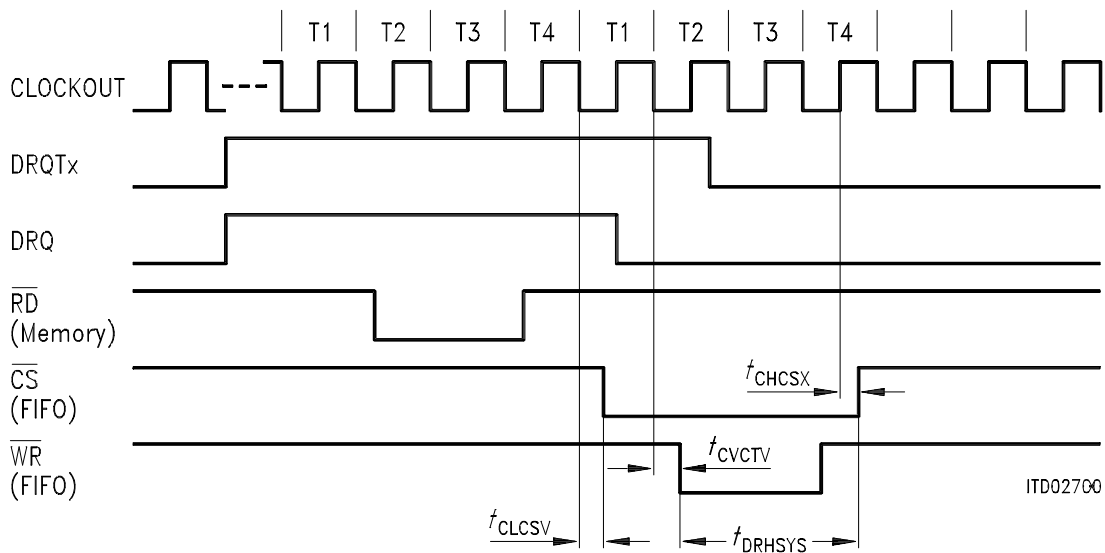 T1 T2 T3 T4 T1 T2 T3 T4
CLOCKOUT
DRQTx
DRQ
RD
(Memory)
CS
(FIFO)
tCHCSX
WR
(FIFO)
tCVCTV
ITD02700
tCLCSV
tDRHSYS